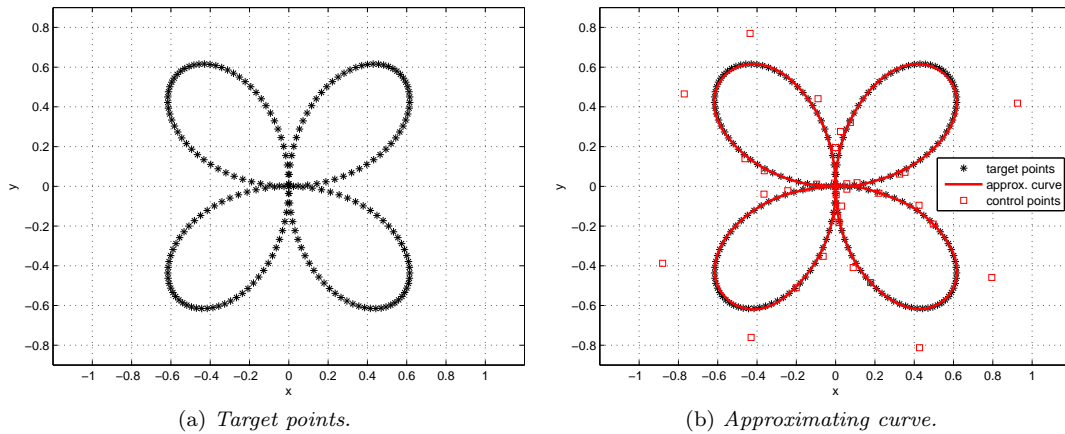 0.8
0.6
0.4
0.2
0
−0.2
−0.4
−0.6
−0.8
y
−1 −0.8 −0.6 −0.4 −0.2 0 0.2 0.4 0.6 0.8 1
x
(a) Target points.
0.8
0.6
0.4
0.2
0
−0.2
−0.4
−0.6
−0.8
y
target points
approx. curve
control points
−1 −0.8 −0.6 −0.4 −0.2 0 0.2 0.4 0.6 0.8 1
x
(b) Approximating curve.